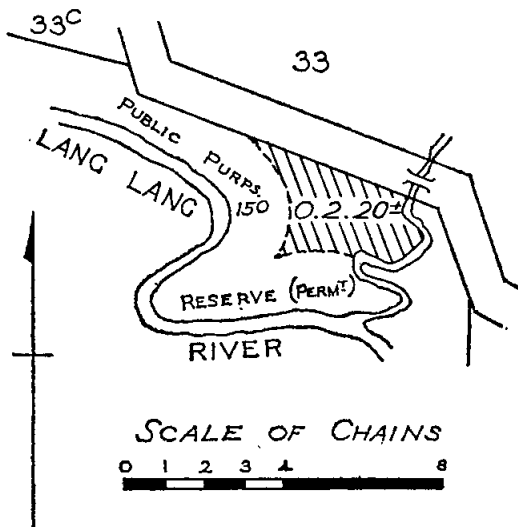 33C
33
PUBLIC PURPS.
150
LANG LANG
0.2.20±
RESERVE (PERMT)
RIVER
SCALE OF CHAINS
0 1 2 3 4 8